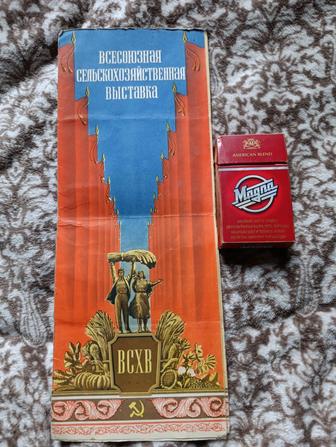 ВСЕСОЮЗНАЯ
СЕЛЬСКОХОЗЯЙСТВЕННАЯ
ВЫСТАВКА
ВСХВ
AMERICAN BLEND
Magna